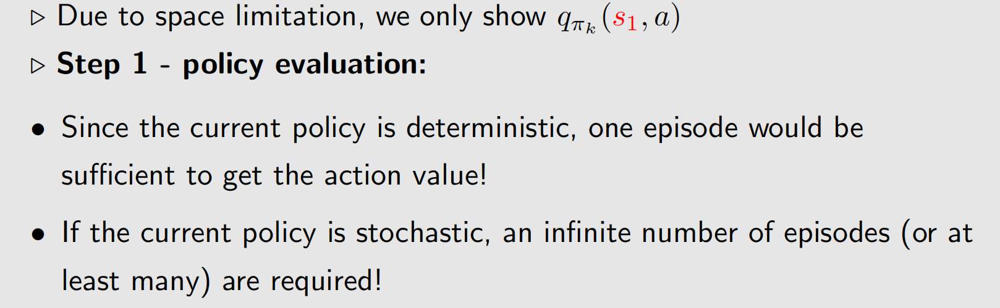 ▷ Due to space limitation, we only show $q_{\pi_k}(s_1, a)$
▷ Step 1 - policy evaluation:
• Since the current policy is deterministic, one episode would be
sufficient to get the action value!
• If the current policy is stochastic, an infinite number of episodes (or at
least many) are required!